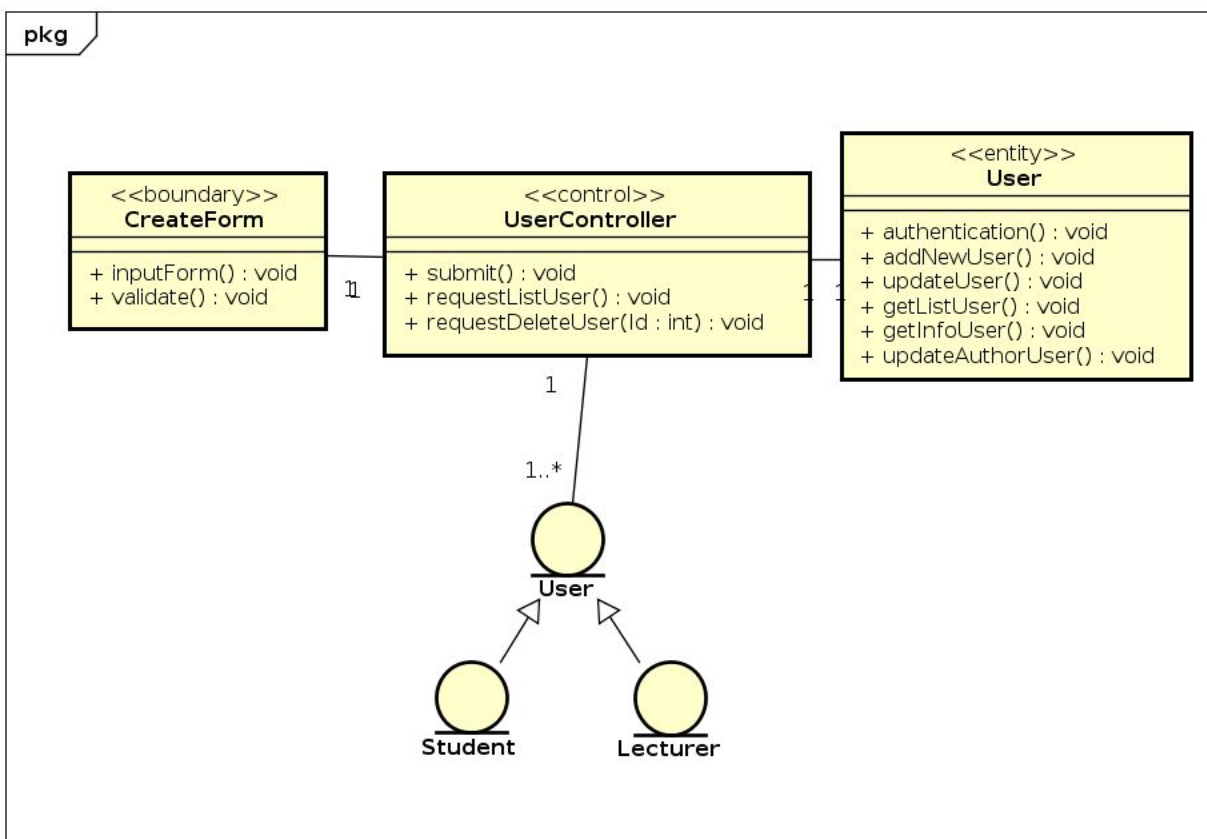 pkg
<<boundary>>
CreateForm
+ inputForm() : void
+ validate() : void
1
1
<<control>>
UserController
+ submit() : void
+ requestListUser() : void
+ requestDeleteUser(Id : int) : void
1
1
<<entity>>
User
+ authentication() : void
+ addNewUser() : void
+ updateUser() : void
+ getListUser() : void
+ getInfoUser() : void
+ updateAuthorUser() : void
1
1..*
User
Student
Lecturer